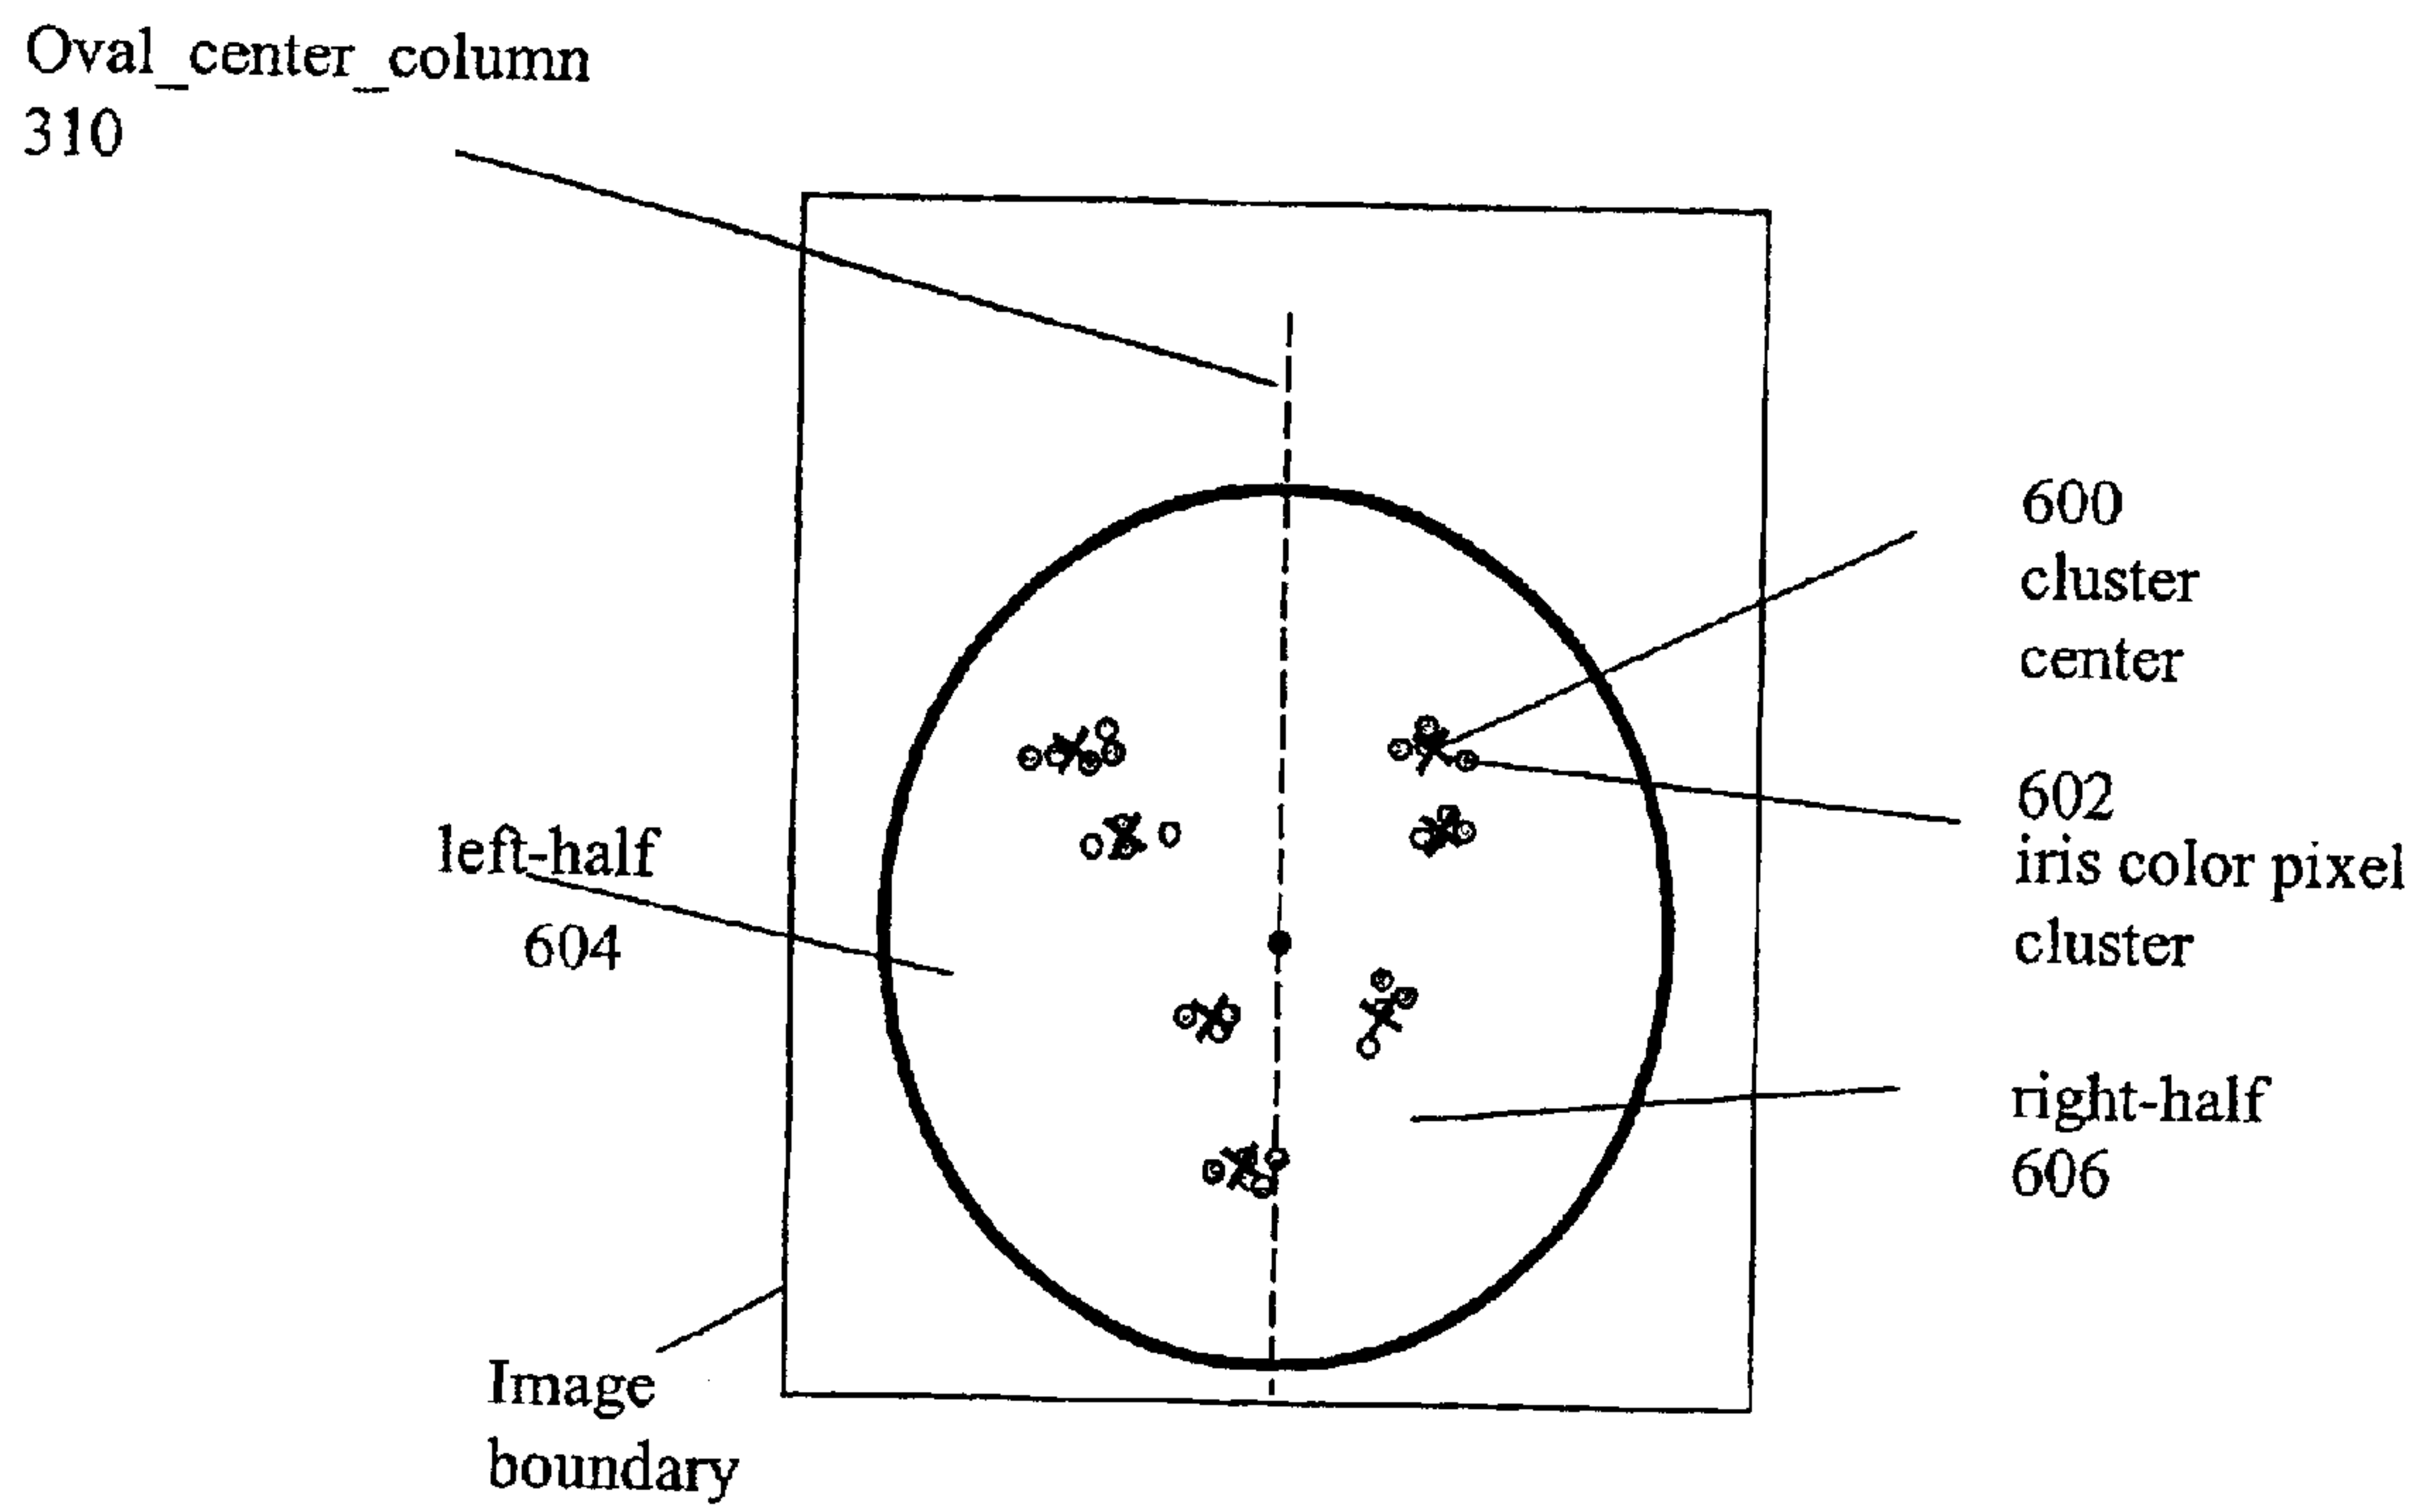 Oval_center_column
310
600
cluster
center
602
iris color pixel
cluster
left-half
604
right-half
606
Image
boundary